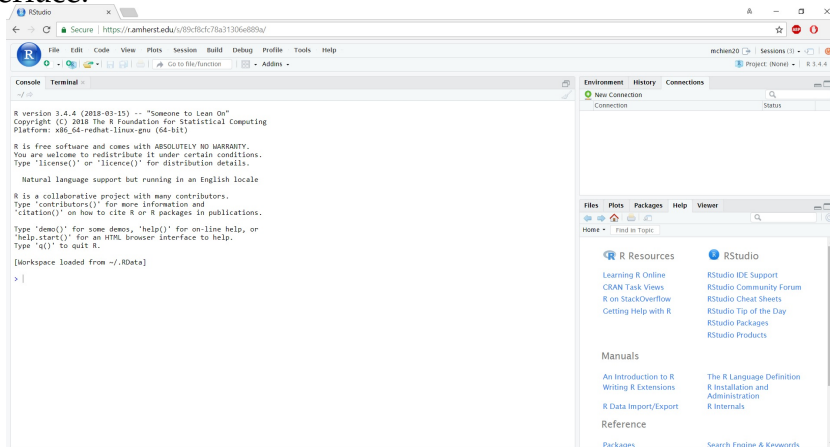 RStudio
Secure | https://r.amherst.edu/s/89cf8cfc78a31306e889a/
File Edit Code View Plots Session Build Debug Profile Tools Help
mchien20 Sessions (3)
Go to file/function Addins
Project: (None) R 3.4.4
Console Terminal
~/
R version 3.4.4 (2018-03-15) -- "Someone to Lean On"
Copyright (C) 2018 The R Foundation for Statistical Computing
Platform: x86_64-redhat-linux-gnu (64-bit)
R is free software and comes with ABSOLUTELY NO WARRANTY.
You are welcome to redistribute it under certain conditions.
Type 'license()' or 'licence()' for distribution details.
Natural language support but running in an English locale
R is a collaborative project with many contributors.
Type 'contributors()' for more information and
'citation()' on how to cite R or R packages in publications.
Type 'demo()' for some demos, 'help()' for on-line help, or
'help.start()' for an HTML browser interface to help.
Type 'q()' to quit R.
[Workspace loaded from ~/.RData]
>
Environment History Connections
New Connection
Connection Status
Files Plots Packages Help Viewer
Home Find in Topic
R Resources
Learning R Online
CRAN Task Views
R on StackOverflow
Getting Help with R
RStudio
RStudio IDE Support
RStudio Community Forum
RStudio Cheat Sheets
RStudio Tip of the Day
RStudio Packages
RStudio Products
Manuals
An Introduction to R
Writing R Extensions
R Data Import/Export
The R Language Definition
R Installation and
Administration
R Internals
Reference
Packages
Search Engine & Keywords